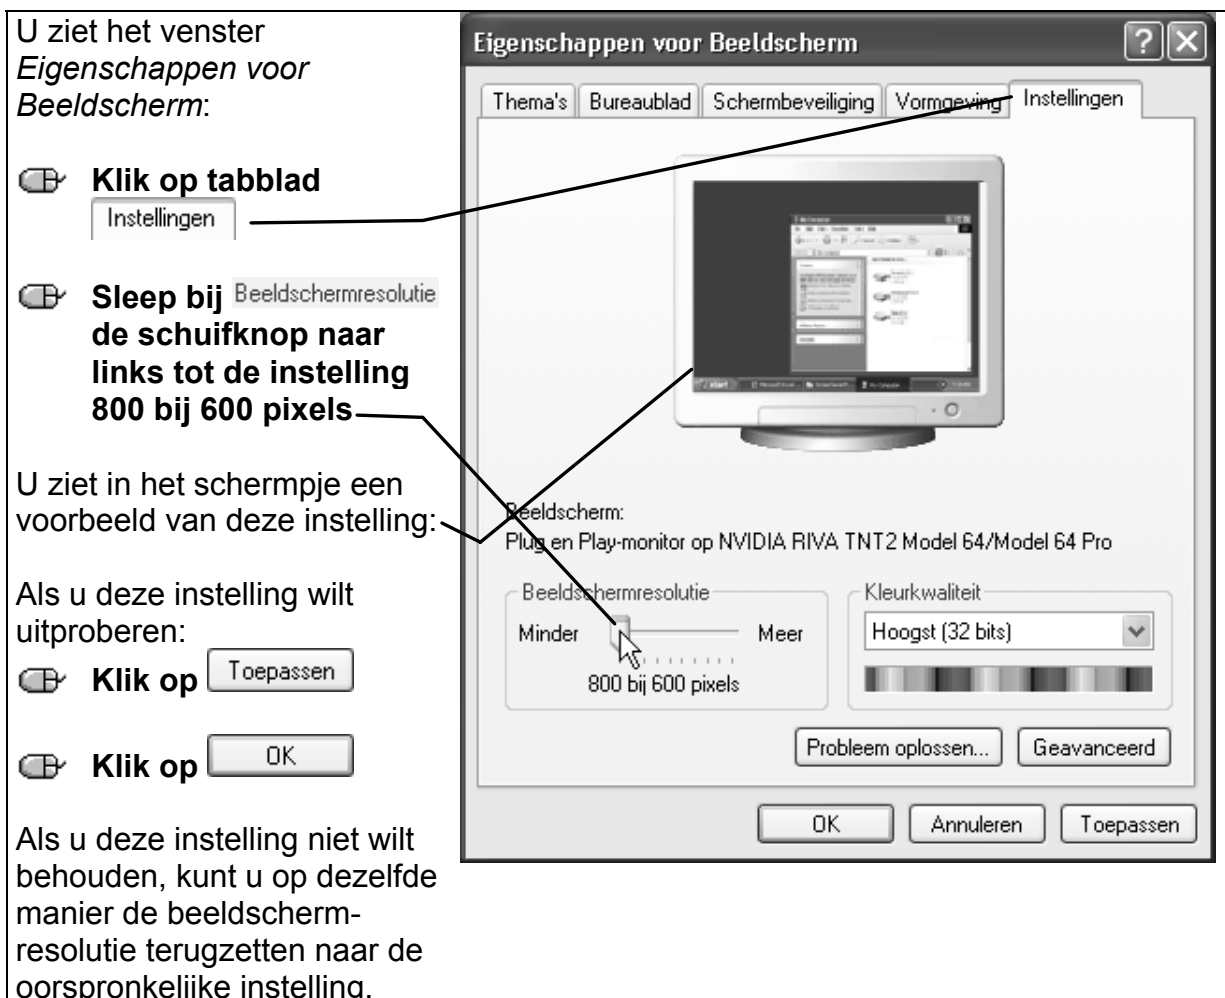 U ziet het venster
Eigenschappen voor
Beeldscherm:
Klik op tabblad
Instellingen
Sleep bij Beeldschermresolutie
de schuifknop naar
links tot de instelling
800 bij 600 pixels
U ziet in het schermpje een
voorbeeld van deze instelling:
Als u deze instelling wilt
uitproberen:
Klik op Toepassen
Klik op OK
Als u deze instelling niet wilt
behouden, kunt u op dezelfde
manier de beeldscherm-
resolutie terugzetten naar de
oorspronkelijke instelling.
Eigenschappen voor Beeldscherm
Thema's Bureaublad Schermbeveiliging Vormgeving Instellingen
My Computer
start
Beeldscherm:
Plug en Play-monitor op NVIDIA RIVA TNT2 Model 64/Model 64 Pro
Beeldschermresolutie
Minder Meer
800 bij 600 pixels
Kleurkwaliteit
Hoogst (32 bits)
Probleem oplossen... Geavanceerd
OK Annuleren Toepassen